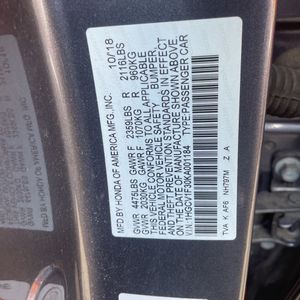 MFD. BY HONDA OF AMERICA MFG., INC. 10/18
GVWR 4475LBS GAWR F 2359LBS R 2116LBS
GVWR 2030KG GAWR F 1070KG R 960KG
THIS VEHICLE CONFORMS TO ALL APPLICABLE
FEDERAL MOTOR VEHICLE SAFETY, BUMPER,
AND THEFT PREVENTION STANDARDS IN EFFECT
ON THE DATE OF MANUFACTURE SHOWN ABOVE.
VIN: 1HGCV1F30KA001184 TYPE: PASSENGER CAR
TVA K AF6 NH797M Z A